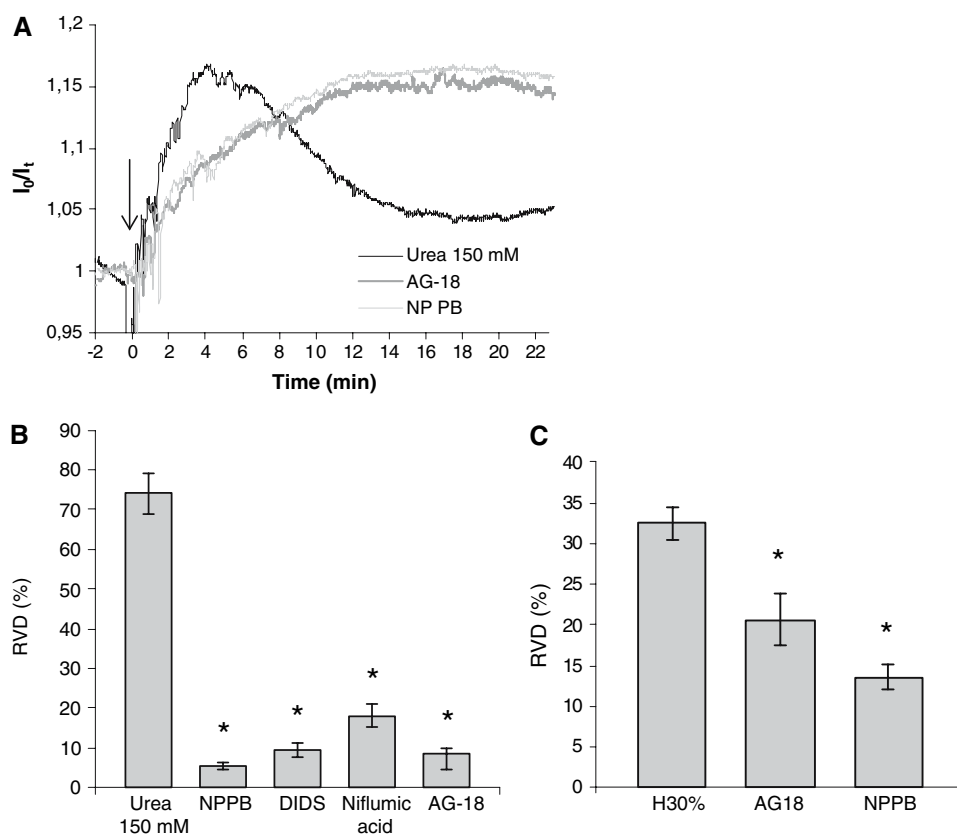 A
1,2
1,15
1,1
1,05
1
0,95
I0/It
Urea 150 mM
AG-18
NP PB
-2 0 2 4 6 8 10 12 14 16 18 20 22
Time (min)
B
90
80
70
60
50
40
30
20
10
0
RVD (%)
* * * *
Urea 150 mM
NPPB
DIDS
Niflumic acid
AG-18
C
40
35
30
25
20
15
10
5
0
RVD (%)
* *
H30% AG18 NPPB